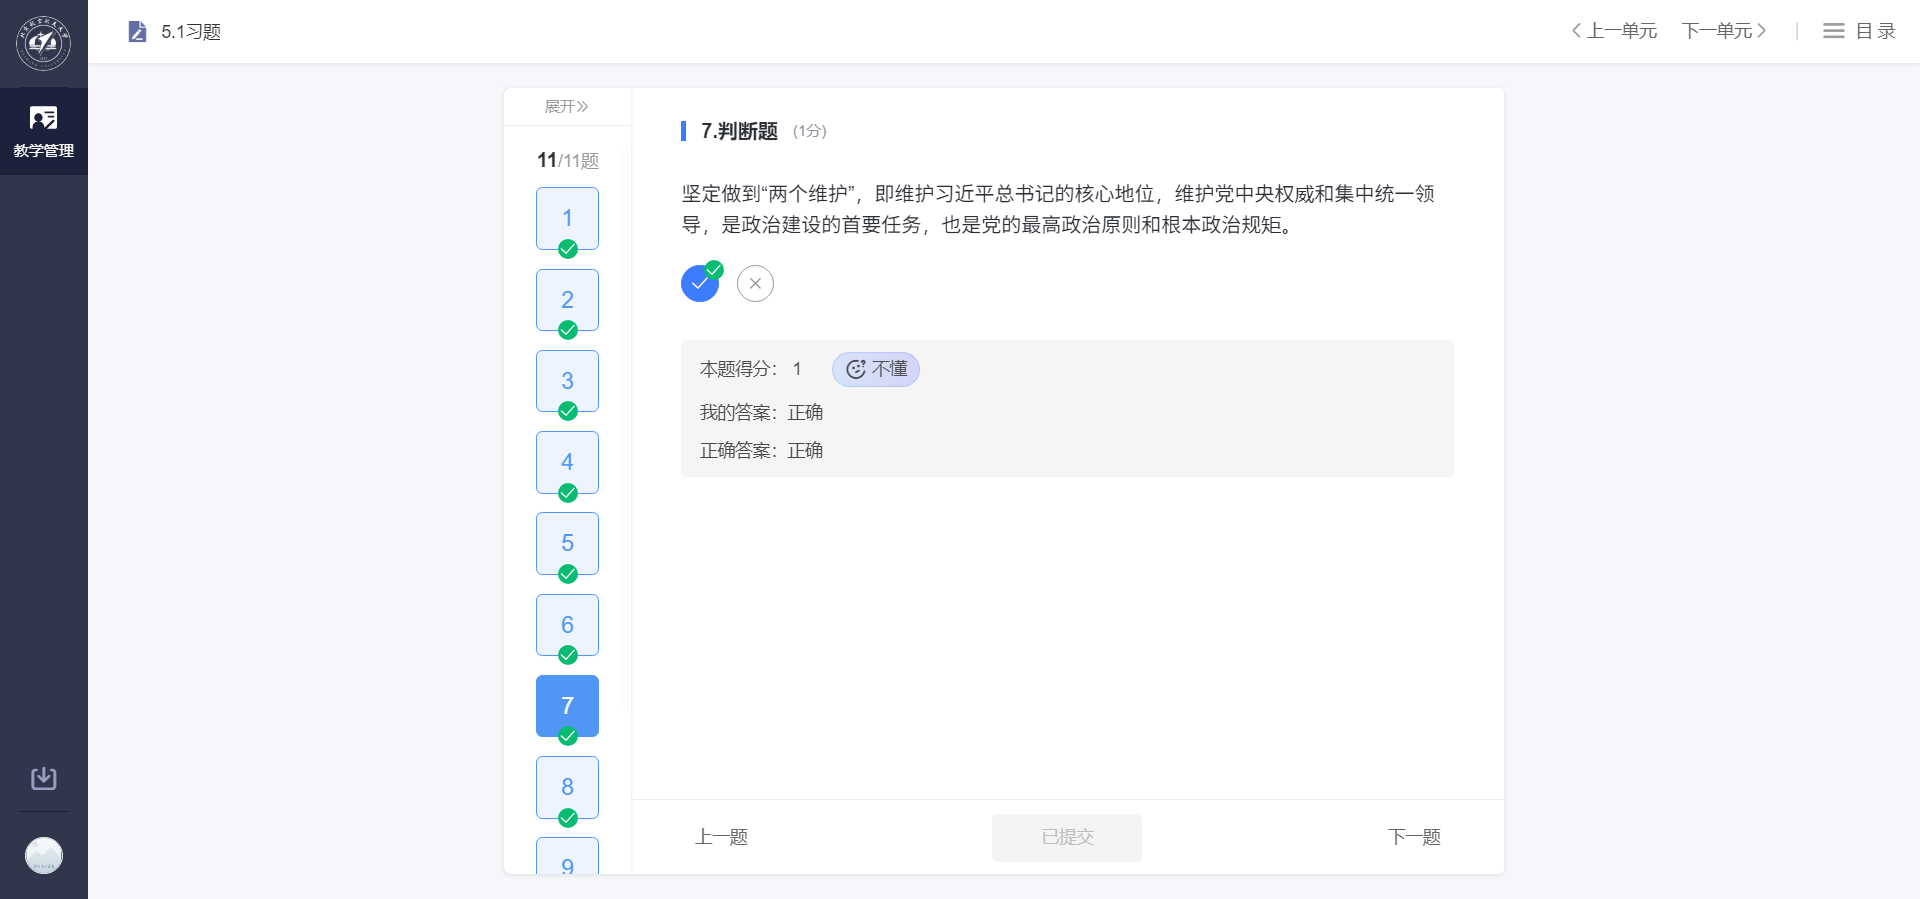 5.1习题
上一单元
下一单元
目录
教学管理
展开
11/11题
1
2
3
4
5
6
7
8
9
7.判断题 (1分)
坚定做到“两个维护”，即维护习近平总书记的核心地位，维护党中央权威和集中统一领
导，是政治建设的首要任务，也是党的最高政治原则和根本政治规矩。
本题得分： 1 不懂
我的答案：正确
正确答案：正确
上一题
已提交
下一题